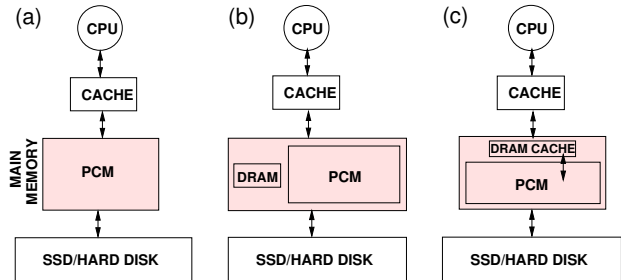 (a)
CPU
CACHE
MAIN MEMORY
PCM
SSD/HARD DISK
(b)
CPU
CACHE
DRAM
PCM
SSD/HARD DISK
(c)
CPU
CACHE
DRAM CACHE
PCM
SSD/HARD DISK